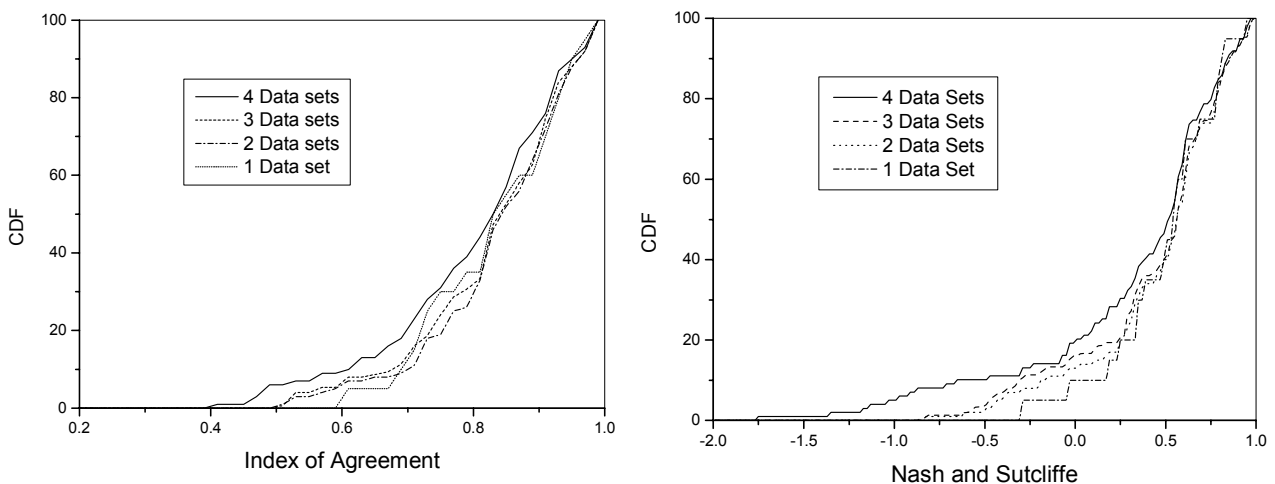 100
80
60
40
20
0
CDF
4 Data sets
3 Data sets
2 Data sets
1 Data set
0.2 0.4 0.6 0.8 1.0
Index of Agreement
100
80
60
40
20
0
CDF
4 Data Sets
3 Data Sets
2 Data Sets
1 Data Set
-2.0 -1.5 -1.0 -0.5 0.0 0.5 1.0
Nash and Sutcliffe